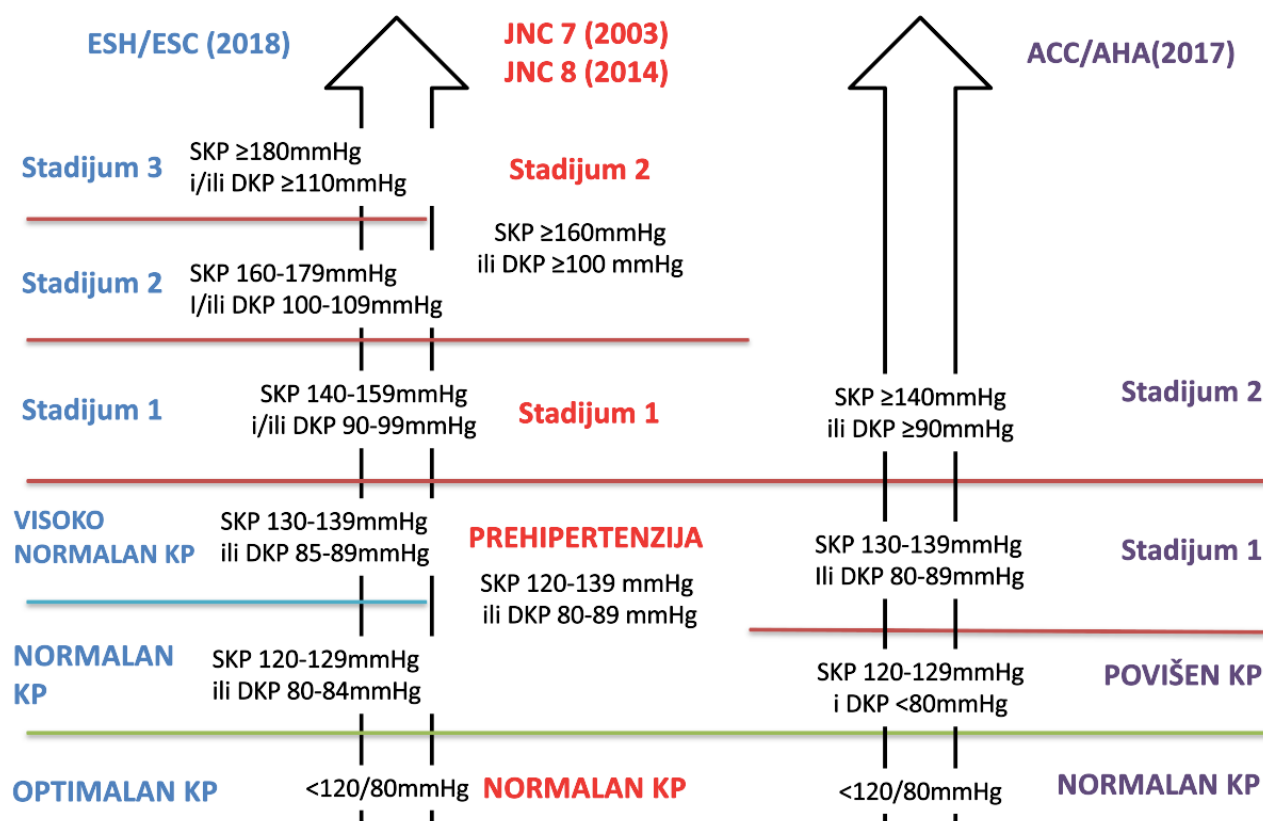 ESH/ESC (2018)
JNC 7 (2003)
JNC 8 (2014)
ACC/AHA(2017)
Stadijum 3
SKP ≥180mmHg
i/ili DKP ≥110mmHg
Stadijum 2
SKP ≥160mmHg
ili DKP ≥100 mmHg
Stadijum 2
SKP 160-179mmHg
I/ili DKP 100-109mmHg
Stadijum 1
SKP 140-159mmHg
i/ili DKP 90-99mmHg
Stadijum 1
SKP ≥140mmHg
ili DKP ≥90mmHg
Stadijum 2
VISOKO
NORMALAN KP
SKP 130-139mmHg
ili DKP 85-89mmHg
PREHIPERTENZIJA
SKP 120-139 mmHg
ili DKP 80-89 mmHg
SKP 130-139mmHg
Ili DKP 80-89mmHg
Stadijum 1
NORMALAN
KP
SKP 120-129mmHg
ili DKP 80-84mmHg
SKP 120-129mmHg
i DKP <80mmHg
POVIŠEN KP
OPTIMALAN KP
<120/80mmHg
NORMALAN KP
<120/80mmHg
NORMALAN KP